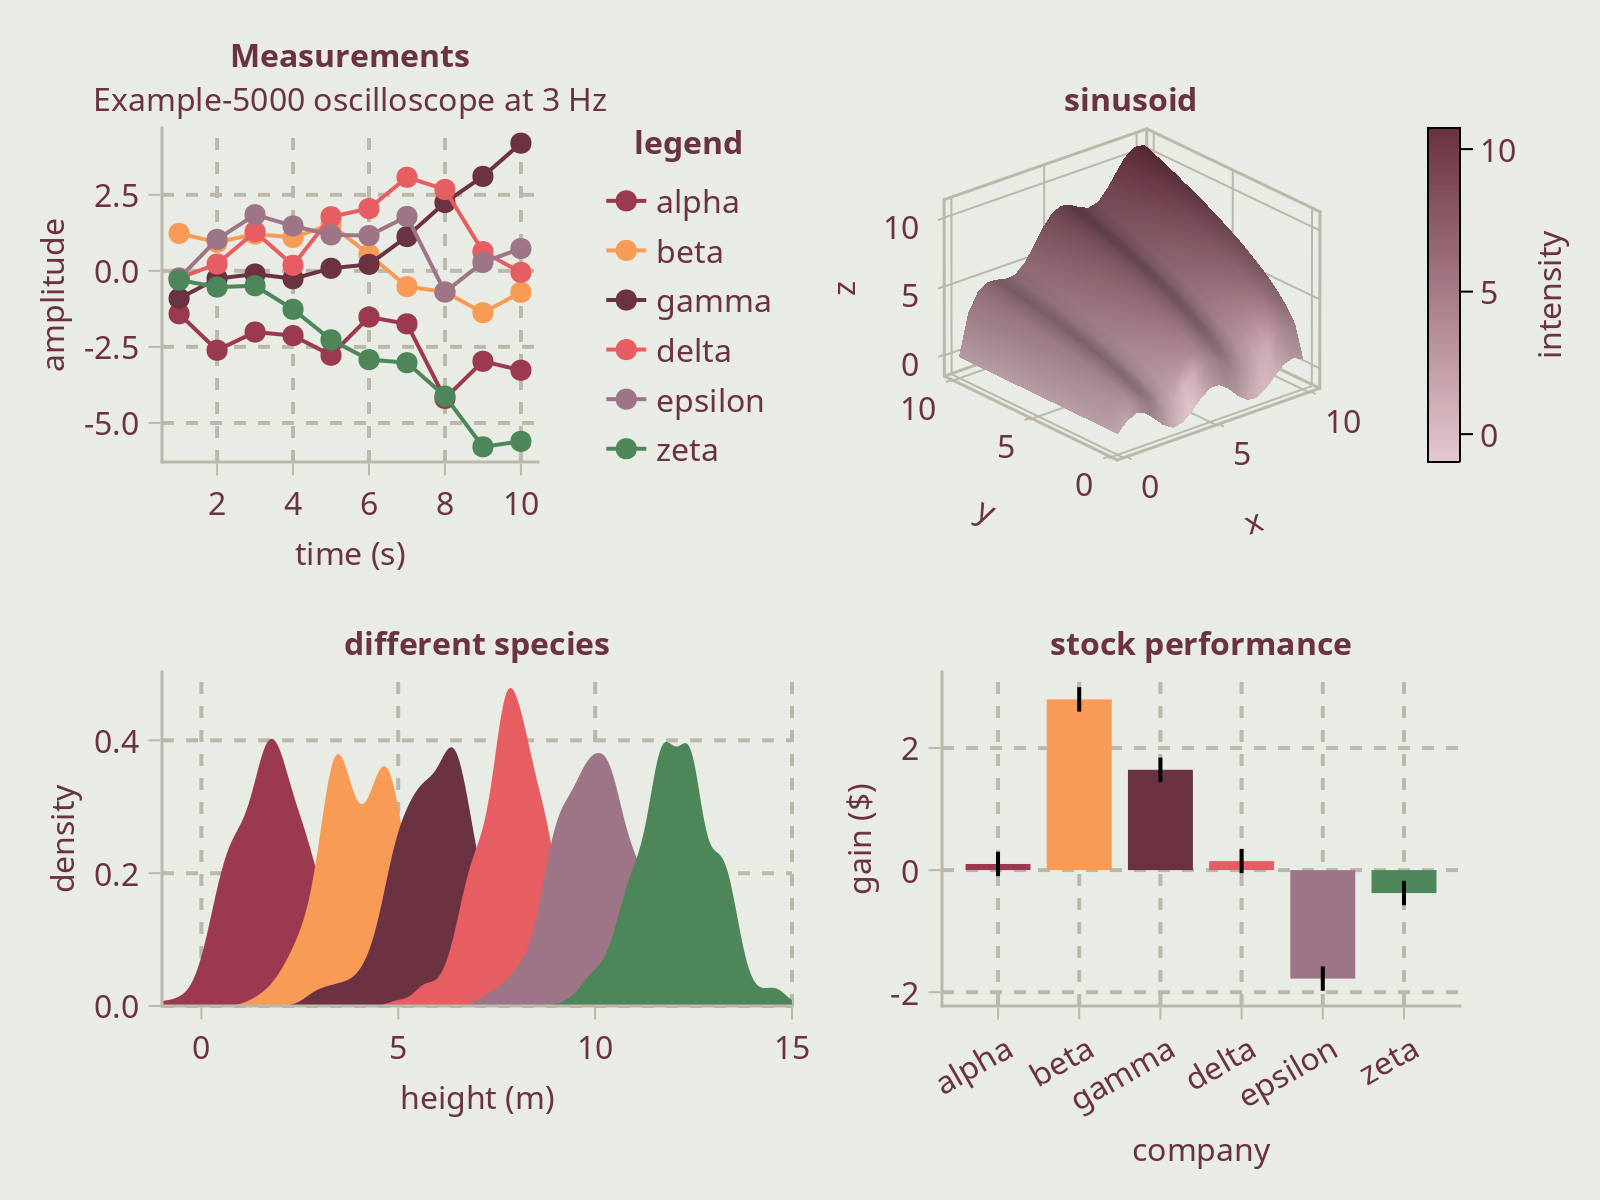 Measurements
Example-5000 oscilloscope at 3 Hz
2.5
0.0
-2.5
-5.0
amplitude
2 4 6 8 10
time (s)
legend
alpha
beta
gamma
delta
epsilon
zeta
sinusoid
10
5
0
z
10
5
0
y
0
5
10
x
10
5
0
intensity
different species
0.4
0.2
0.0
density
0 5 10 15
height (m)
stock performance
2
0
-2
gain ($)
alpha beta gamma delta epsilon zeta
company